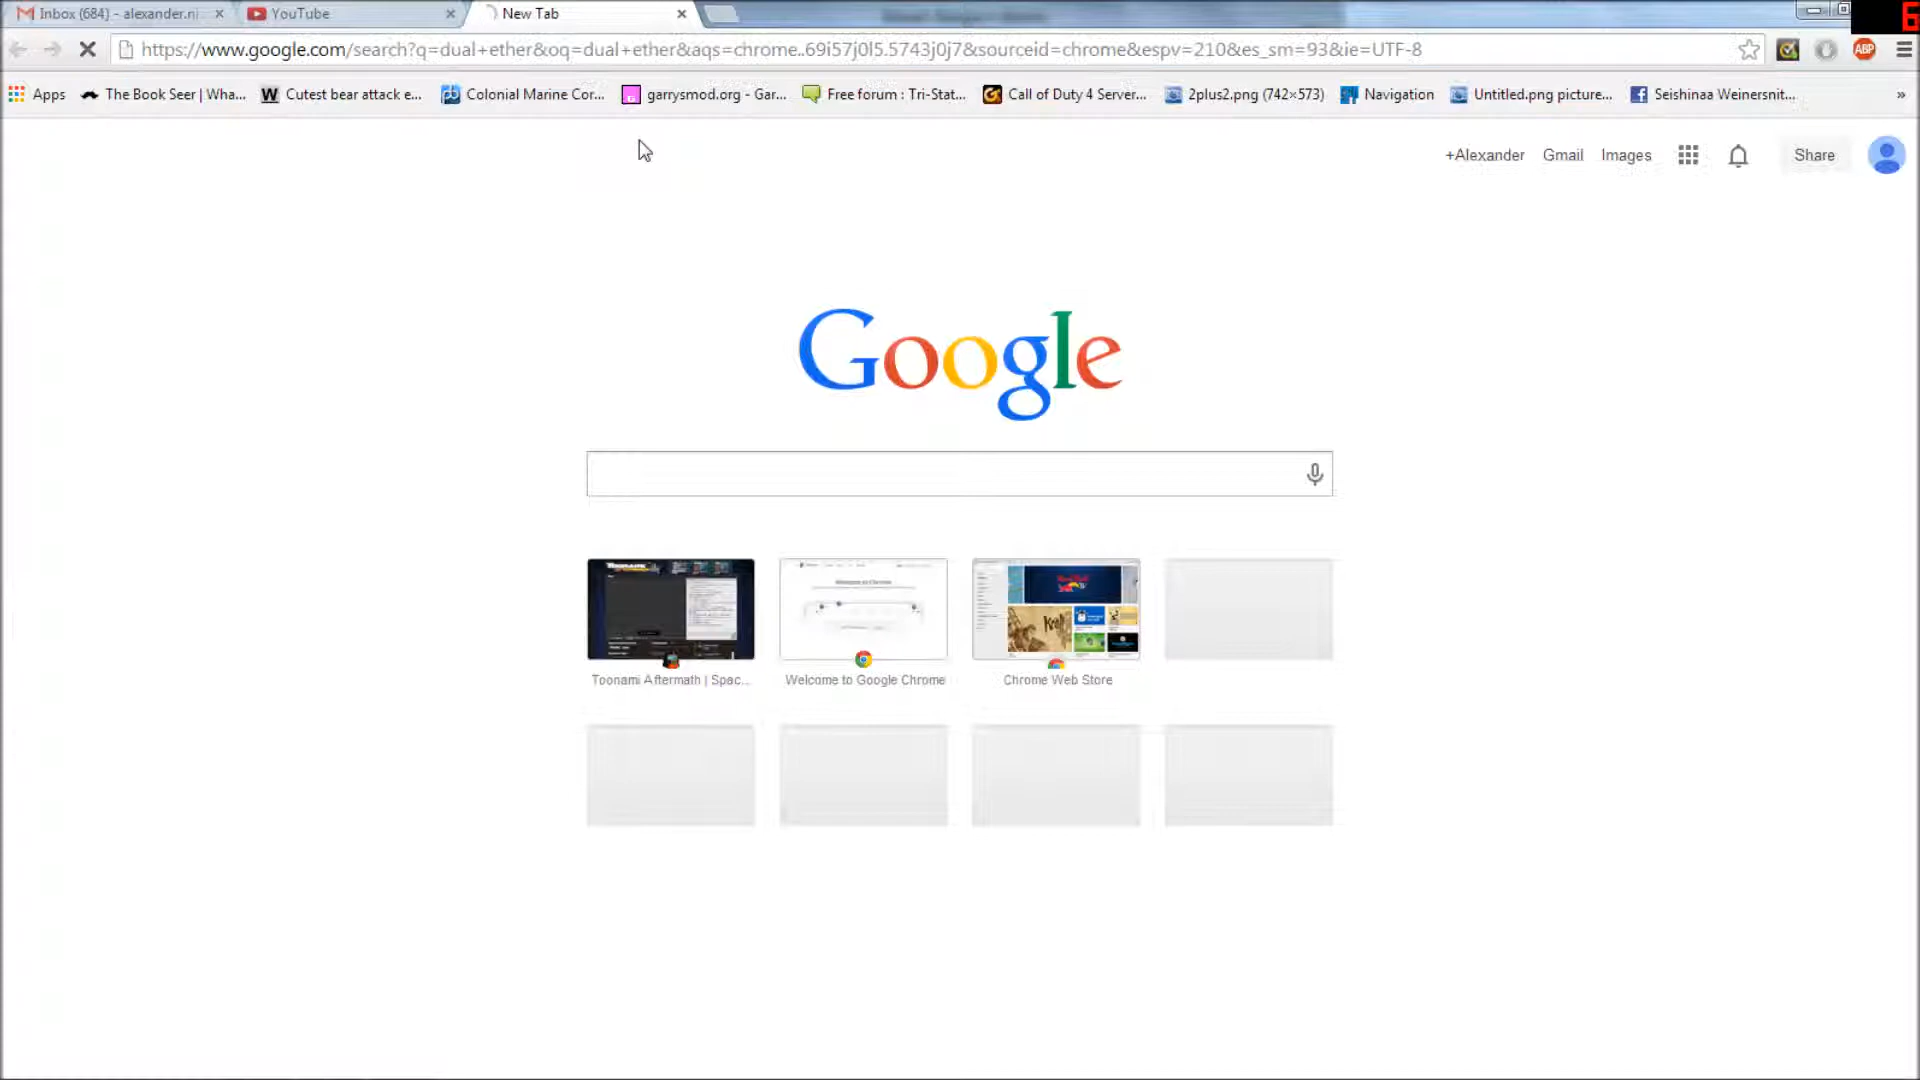 Inbox (684) - alexander.ni
YouTube
New Tab
6
https://www.google.com/search?q=dual+ether&oq=dual+ether&aqs=chrome..69i57j0l5.5743j0j7&sourceid=chrome&espv=210&es_sm=93&ie=UTF-8
ABP
Apps
The Book Seer | Wha...
W Cutest bear attack e...
Colonial Marine Cor...
garrysmod.org - Gar...
Free forum : Tri-Stat...
Call of Duty 4 Server...
2plus2.png (742×573)
Navigation
Untitled.png picture...
Seishinaa Weinersnit...
»
+Alexander
Gmail
Images
Share
Google
Toonami Aftermath | Spac...
Welcome to Google Chrome
Chrome Web Store